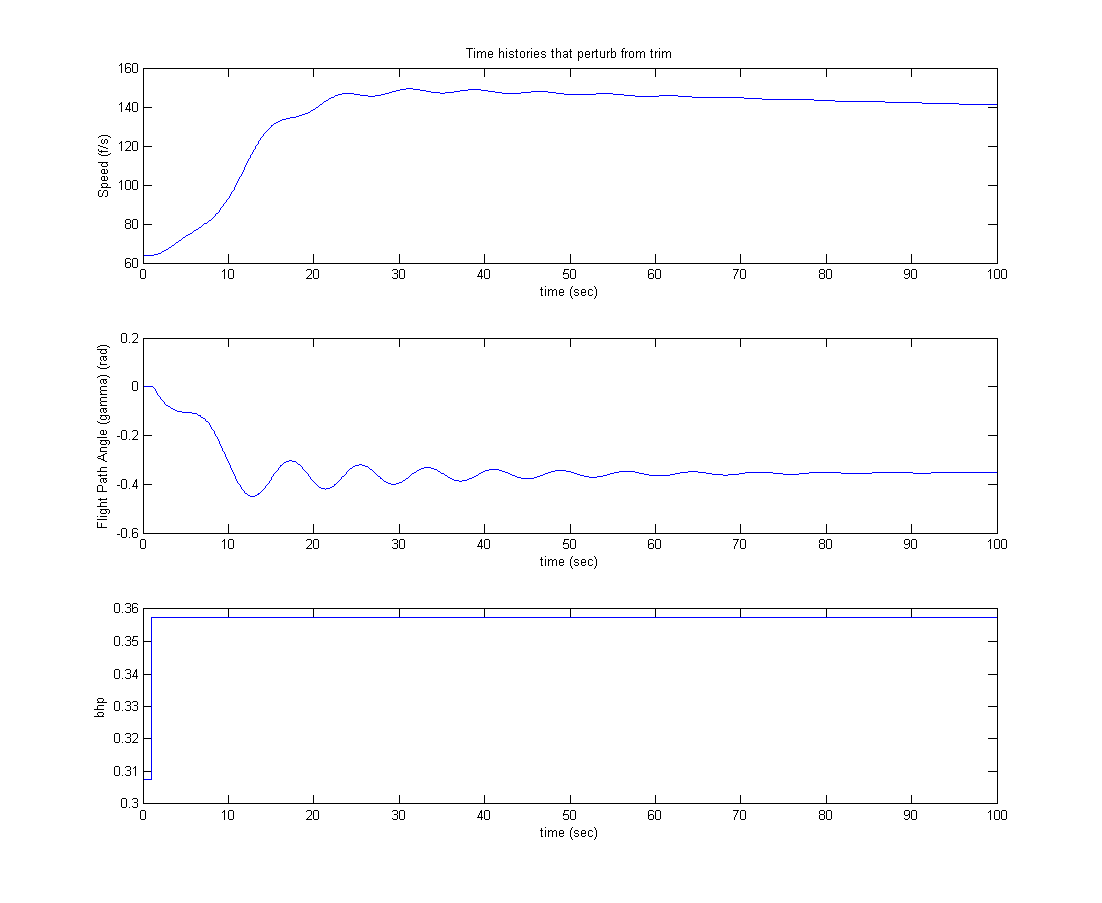 Time histories that perturb from trim
160
140
120
100
80
60
Speed (f/s)
0 10 20 30 40 50 60 70 80 90 100
time (sec)
0.2
0
-0.2
-0.4
-0.6
Flight Path Angle (gamma) (rad)
0 10 20 30 40 50 60 70 80 90 100
time (sec)
0.36
0.35
0.34
0.33
0.32
0.31
0.3
bhp
0 10 20 30 40 50 60 70 80 90 100
time (sec)